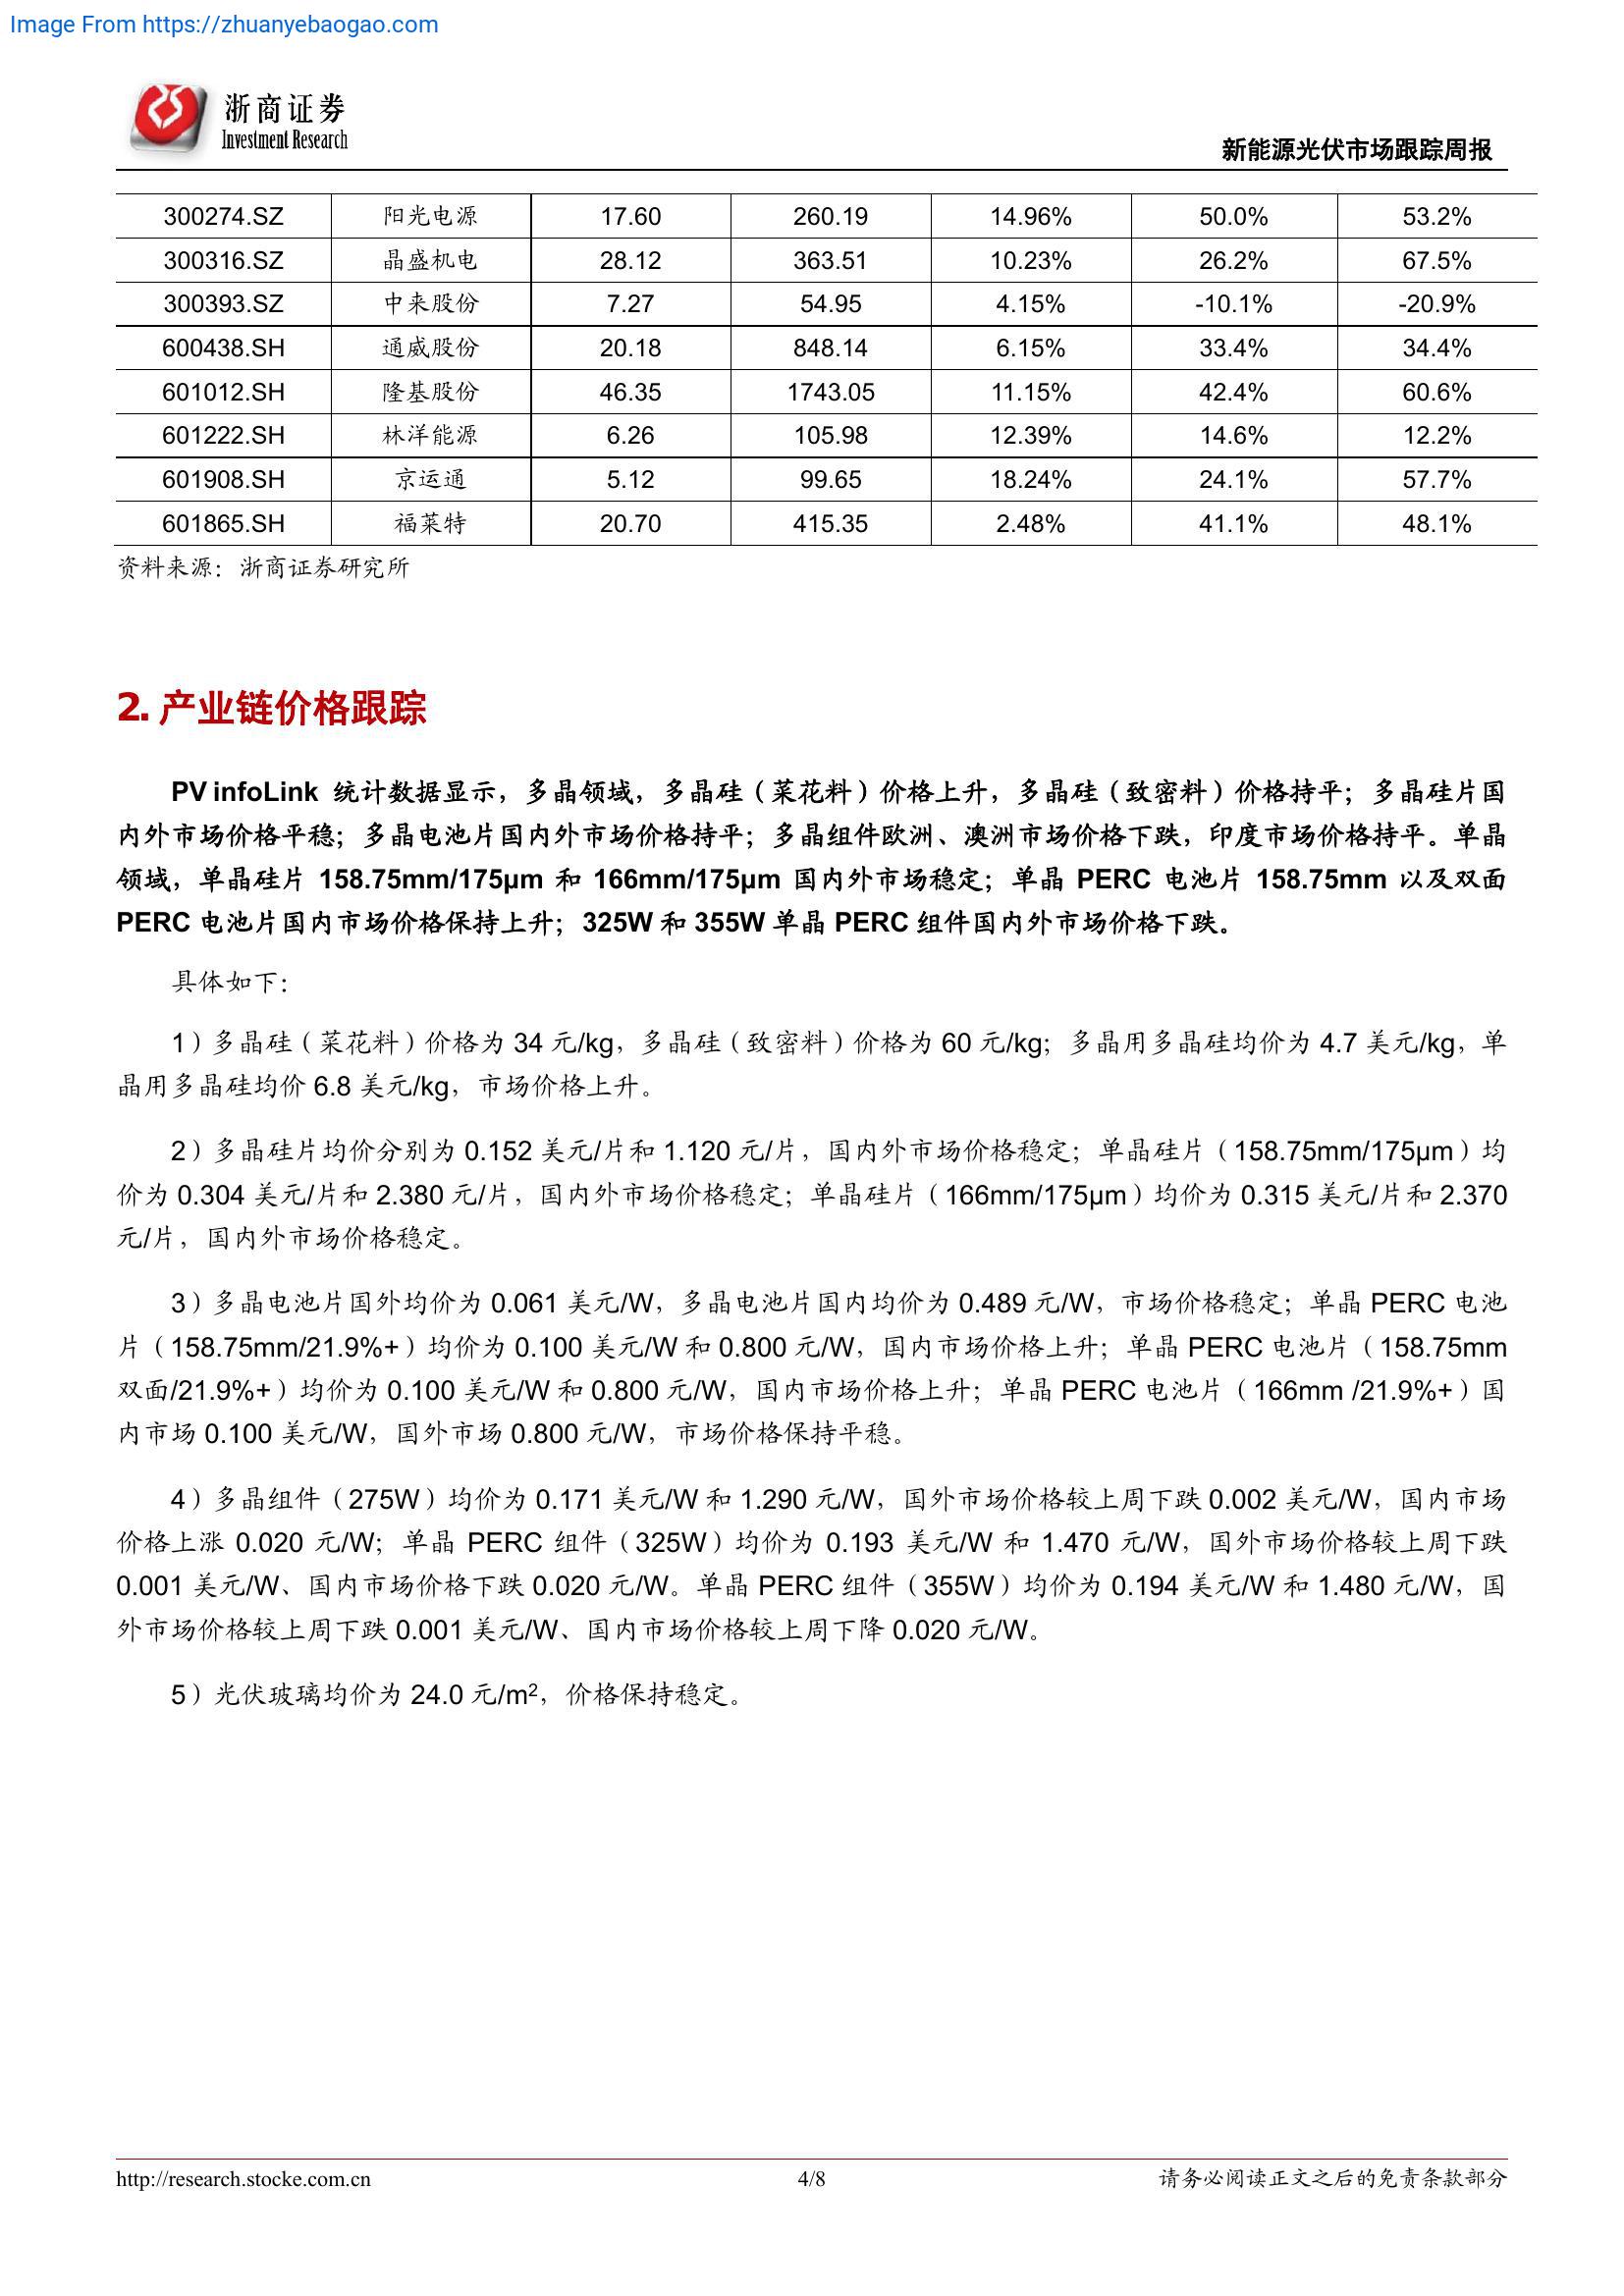 Image From https://zhuanyebaogao.com
浙商证券
Investment Research
新能源光伏市场跟踪周报
300274.SZ 阳光电源 17.60 260.19 14.96% 50.0% 53.2%
300316.SZ 晶盛机电 28.12 363.51 10.23% 26.2% 67.5%
300393.SZ 中来股份 7.27 54.95 4.15% -10.1% -20.9%
600438.SH 通威股份 20.18 848.14 6.15% 33.4% 34.4%
601012.SH 隆基股份 46.35 1743.05 11.15% 42.4% 60.6%
601222.SH 林洋能源 6.26 105.98 12.39% 14.6% 12.2%
601908.SH 京运通 5.12 99.65 18.24% 24.1% 57.7%
601865.SH 福莱特 20.70 415.35 2.48% 41.1% 48.1%
资料来源：浙商证券研究所
2. 产业链价格跟踪
PV infoLink 统计数据显示，多晶领域，多晶硅（菜花料）价格上升，多晶硅（致密料）价格持平；多晶硅片国
内外市场价格平稳；多晶电池片国内外市场价格持平；多晶组件欧洲、澳洲市场价格下跌，印度市场价格持平。单晶
领域，单晶硅片 158.75mm/175μm 和 166mm/175μm 国内外市场稳定；单晶 PERC 电池片 158.75mm 以及双面
PERC 电池片国内市场价格保持上升；325W 和 355W 单晶 PERC 组件国内外市场价格下跌。
具体如下：
1）多晶硅（菜花料）价格为 34 元/kg，多晶硅（致密料）价格为 60 元/kg；多晶用多晶硅均价为 4.7 美元/kg，单
晶用多晶硅均价 6.8 美元/kg，市场价格上升。
2）多晶硅片均价分别为 0.152 美元/片和 1.120 元/片，国内外市场价格稳定；单晶硅片（158.75mm/175μm）均
价为 0.304 美元/片和 2.380 元/片，国内外市场价格稳定；单晶硅片（166mm/175μm）均价为 0.315 美元/片和 2.370
元/片，国内外市场价格稳定。
3）多晶电池片国外均价为 0.061 美元/W，多晶电池片国内均价为 0.489 元/W，市场价格稳定；单晶 PERC 电池
片（158.75mm/21.9%+）均价为 0.100 美元/W 和 0.800 元/W，国内市场价格上升；单晶 PERC 电池片（158.75mm
双面/21.9%+）均价为 0.100 美元/W 和 0.800 元/W，国内市场价格上升；单晶 PERC 电池片（166mm /21.9%+）国
内市场 0.100 美元/W，国外市场 0.800 元/W，市场价格保持平稳。
4）多晶组件（275W）均价为 0.171 美元/W 和 1.290 元/W，国外市场价格较上周下跌 0.002 美元/W，国内市场
价格上涨 0.020 元/W；单晶 PERC 组件（325W）均价为 0.193 美元/W 和 1.470 元/W，国外市场价格较上周下跌
0.001 美元/W、国内市场价格下跌 0.020 元/W。单晶 PERC 组件（355W）均价为 0.194 美元/W 和 1.480 元/W，国
外市场价格较上周下跌 0.001 美元/W、国内市场价格较上周下降 0.020 元/W。
5）光伏玻璃均价为 24.0 元/m²，价格保持稳定。
http://research.stocke.com.cn 4/8 请务必阅读正文之后的免责条款部分